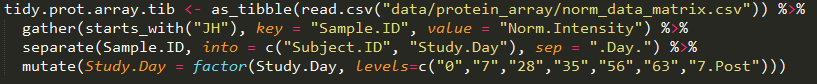 tidy.prot.array.tib <- as_tibble(read.csv("data/protein_array/norm_data_matrix.csv")) %>%
  gather(starts_with("JH"), key = "Sample.ID", value = "Norm.Intensity") %>%
  separate(Sample.ID, into = c("Subject.ID", "Study.Day"), sep = ".Day.") %>%
  mutate(Study.Day = factor(Study.Day, levels=c("0","7","28","35","56","63","7.Post")))